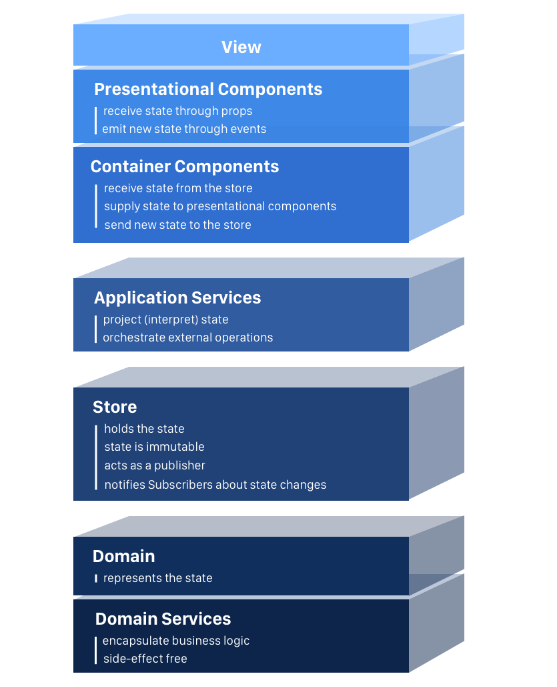 View
Presentational Components
receive state through props
emit new state through events
Container Components
receive state from the store
supply state to presentational components
send new state to the store
Application Services
project (interpret) state
orchestrate external operations
Store
holds the state
state is immutable
acts as a publisher
notifies Subscribers about state changes
Domain
represents the state
Domain Services
encapsulate business logic
side-effect free